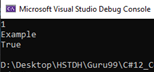 Microsoft Visual Studio Debug Console
1
Example
True
D:\Desktop\HSTDH\Guru99\C#12_C